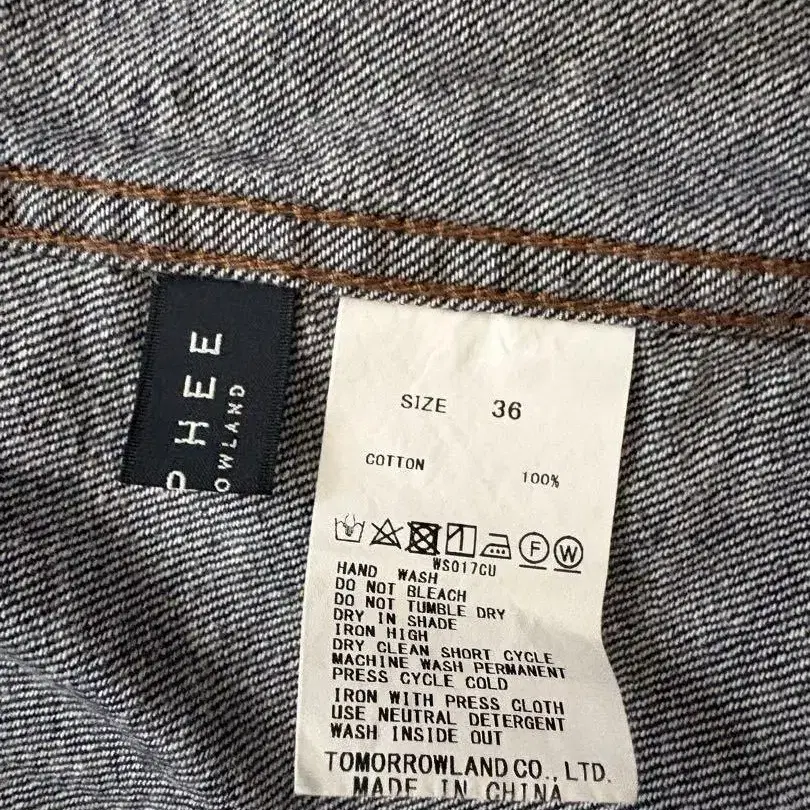 PHEE
OWLAND
SIZE 36
COTTON 100%
F W
WS017CU
HAND WASH
DO NOT BLEACH
DO NOT TUMBLE DRY
DRY IN SHADE
IRON HIGH
DRY CLEAN SHORT CYCLE
MACHINE WASH PERMANENT
PRESS CYCLE COLD
IRON WITH PRESS CLOTH
USE NEUTRAL DETERGENT
WASH INSIDE OUT
TOMORROWLAND CO., LTD.
MADE IN CHINA